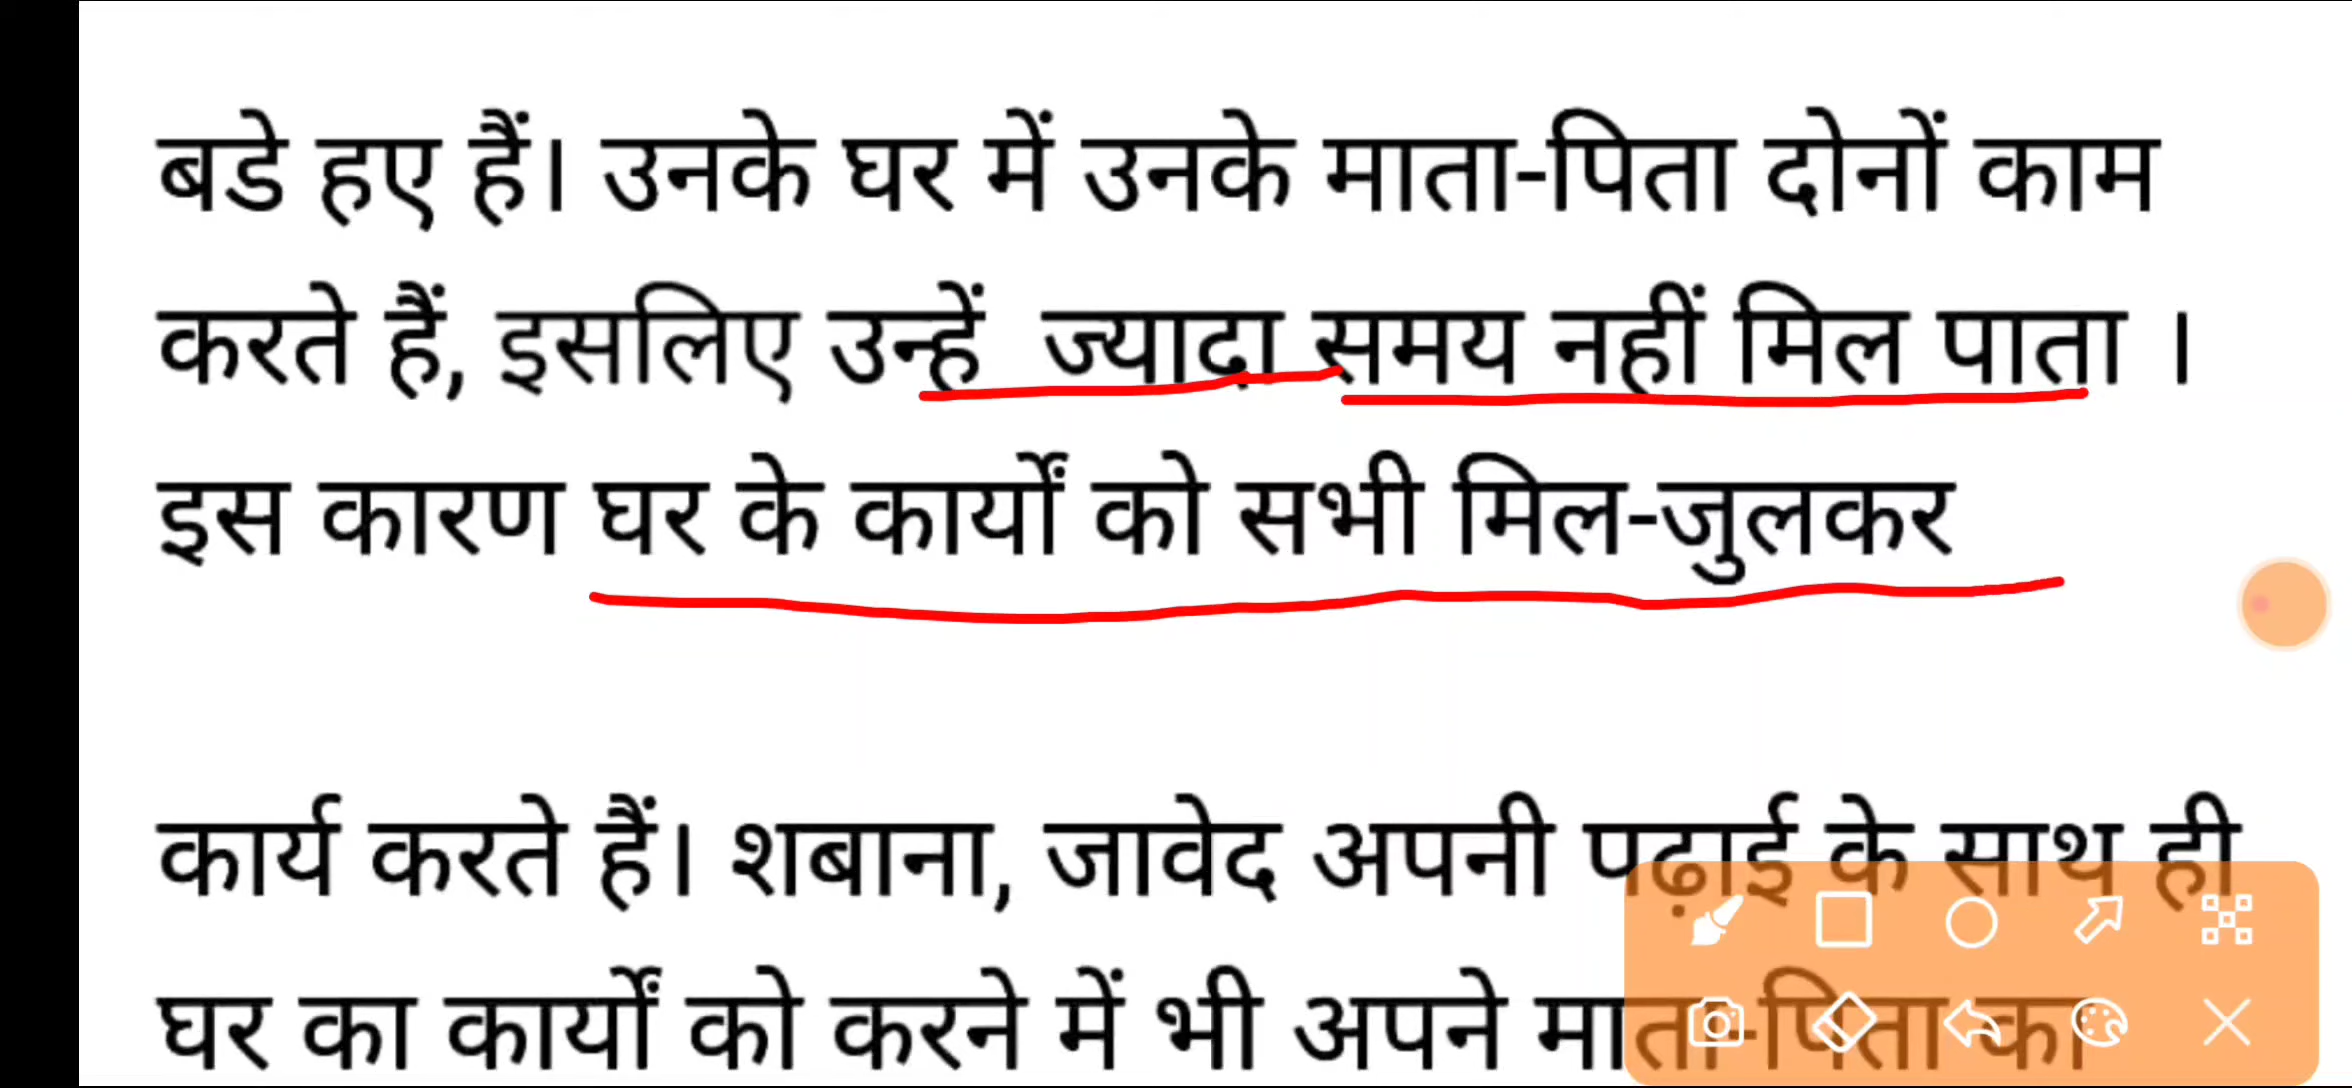 बडे हुए हैं। उनके घर में उनके माता-पिता दोनों काम
करते हैं, इसलिए उन्हें ज्यादा समय नहीं मिल पाता ।
इस कारण घर के कार्यों को सभी मिल-जुलकर
कार्य करते हैं। शबाना, जावेद अपनी पढ़ाई के साथ ही
घर का कार्यों को करने में भी अपने माता-पिता का